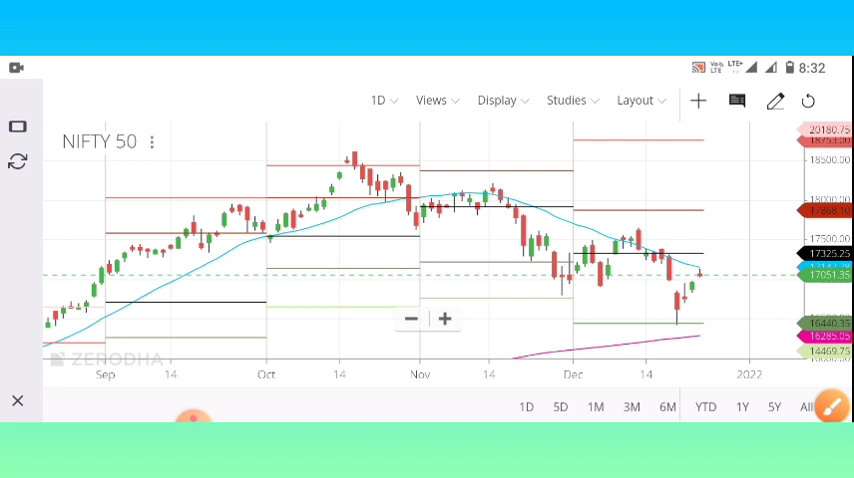 8:32
1D Views Display Studies Layout
NIFTY 50
20180.75
18753.00
18500.00
18000.00
17868.10
17500.00
17325.25
17051.35
16440.35
16285.05
14469.75
ZERODHA
Sep 14 Oct 14 Nov 14 Dec 14 2022
1D 5D 1M 3M 6M YTD 1Y 5Y All